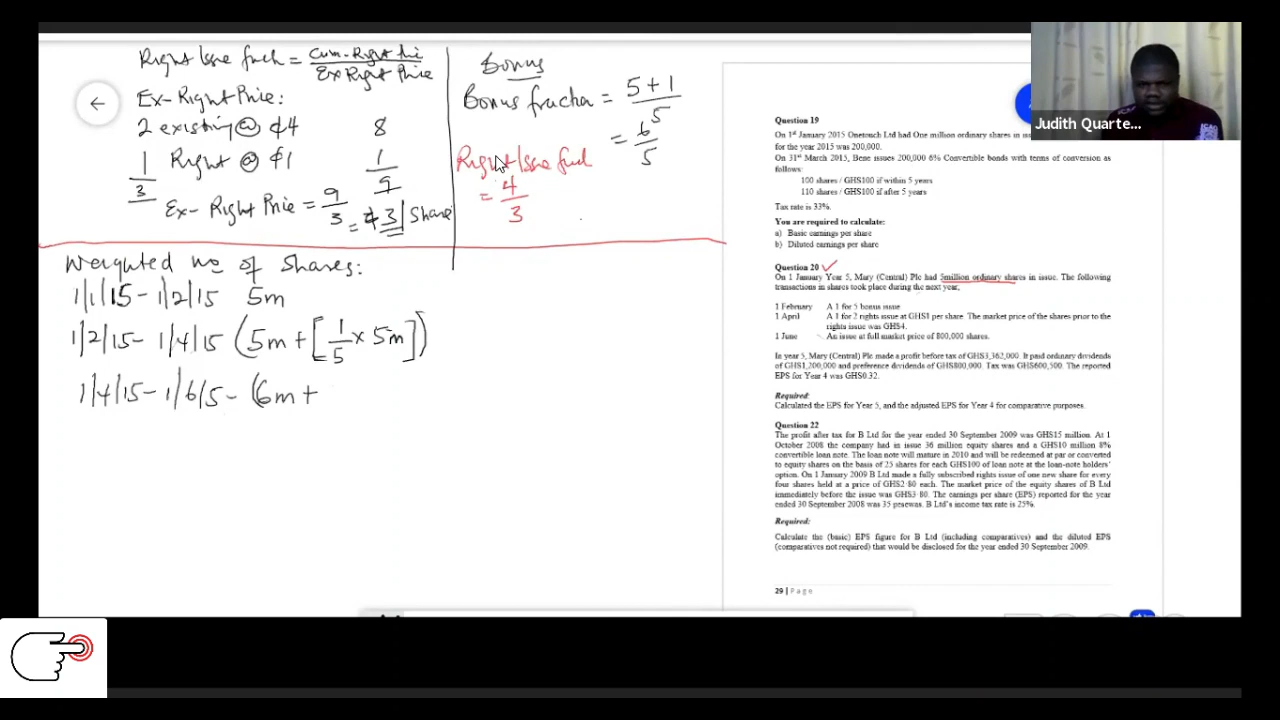 Right Issue = Cum-Right
Ex Right Price
Ex-Right Price:
2 existing @ ¢4 8
1 Right @ ¢1 1
3 9
Ex-Right Price = 9/3 = ¢3/Share
Bonus
Bonus fraction = 5+1
5
= 6/5
Right Issue
= 4/3
Weighted no of Shares:
1/1/15 - 1/2/15 5m
1/2/15 - 1/4/15 (5m + [1/5 x 5m])
1/4/15 - 1/6/5 - (6m +
Judith Quarte...
Question 19
On 1st January 2015 Onetouch Ltd had One million ordinary shares in
for the year 2015 was 200,000.
On 31st March 2015, Bene issues 200,000 6% Convertible bonds with terms of conversion as
follows:
100 shares / GHS100 if within 5 years
110 shares / GHS100 if after 5 years
Tax rate is 33%.
You are required to calculate:
a) Basic earnings per share
b) Diluted earnings per share
Question 20
On 1 January Year 5, Mary (Central) Plc had 5million ordinary shares in issue. The following
transactions in shares took place during the next year;
1 February A 1 for 5 bonus issue
1 April A 1 for 2 rights issue at GHS1 per share. The market price of the shares prior to the
rights issue was GHS4.
1 June An issue at full market price of 800,000 shares.
In year 5, Mary (Central) Plc made a profit before tax of GHS3,362,000. It paid ordinary dividends
of GHS1,200,000 and preference dividends of GHS800,000. Tax was GHS600,500. The reported
EPS for Year 4 was GHS0.32.
Required:
Calculated the EPS for Year 5, and the adjusted EPS for Year 4 for comparative purposes.
Question 22
The profit after tax for B Ltd for the year ended 30 September 2009 was GHS15 million. At 1
October 2008 the company had in issue 36 million equity shares and a GHS10 million 8%
convertible loan note. The loan note will mature in 2010 and will be redeemed at par or converted
to equity shares on the basis of 25 shares for each GHS100 of loan note at the loan-note holders'
option. On 1 January 2009 B Ltd made a fully subscribed rights issue of one new share for every
four shares held at a price of GHS2·80 each. The market price of the equity shares of B Ltd
immediately before the issue was GHS3·80. The earnings per share (EPS) reported for the year
ended 30 September 2008 was 35 pesewas. B Ltd's income tax rate is 25%.
Required:
Calculate the (basic) EPS figure for B Ltd (including comparatives) and the diluted EPS
(comparatives not required) that would be disclosed for the year ended 30 September 2009.
29 | Page